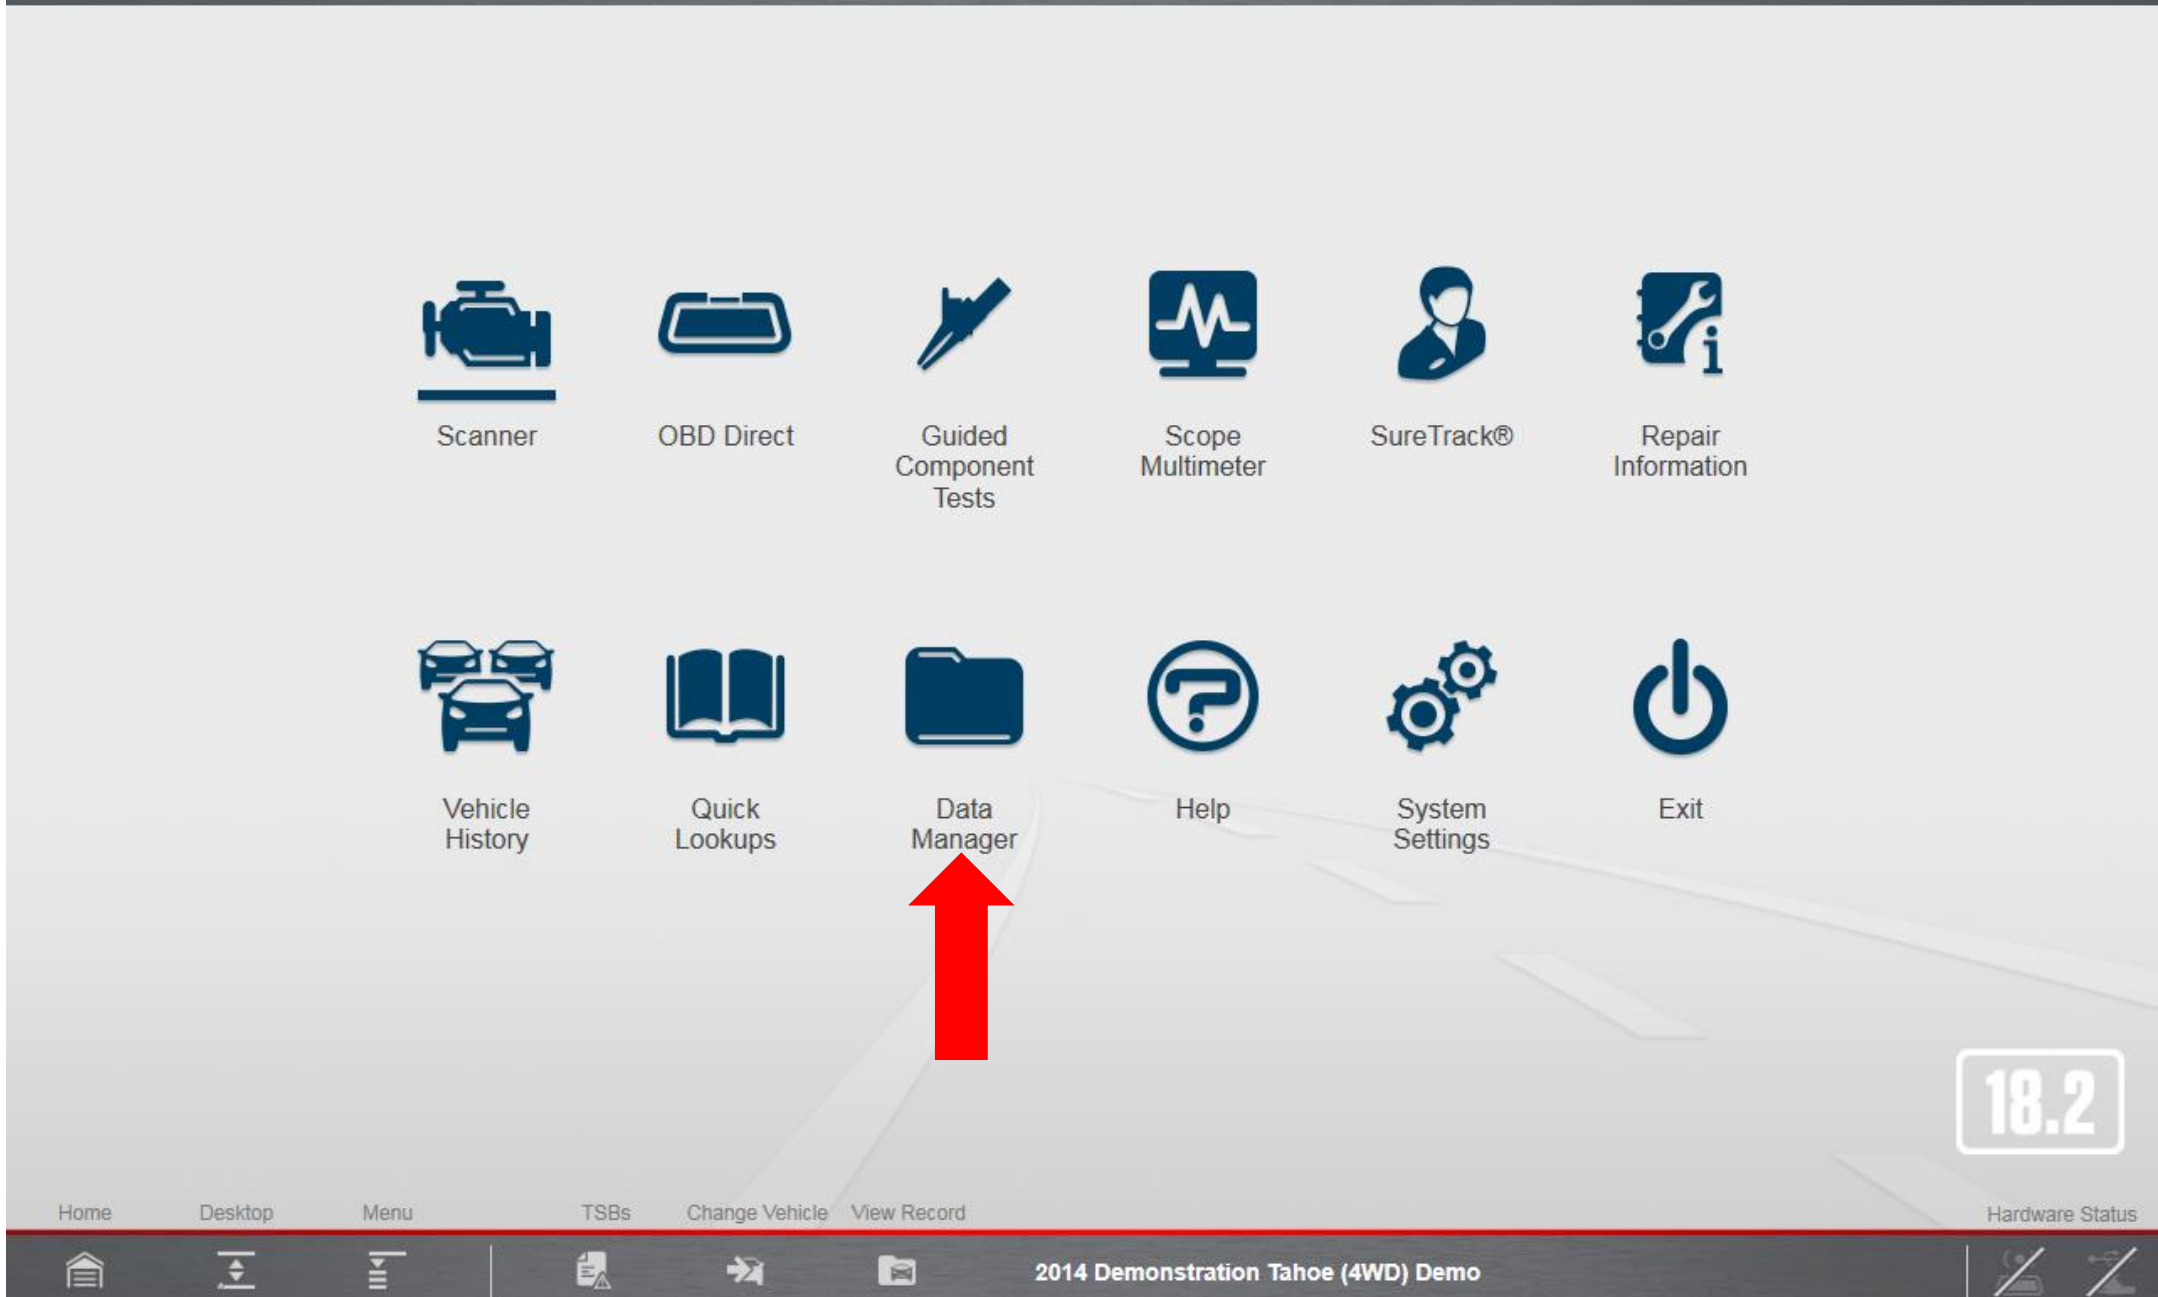 Scanner
OBD Direct
Guided
Component
Tests
Scope
Multimeter
SureTrack®
Repair
Information
Vehicle
History
Quick
Lookups
Data
Manager
Help
System
Settings
Exit
18.2
Home
Desktop
Menu
TSBs
Change Vehicle
View Record
Hardware Status
2014 Demonstration Tahoe (4WD) Demo